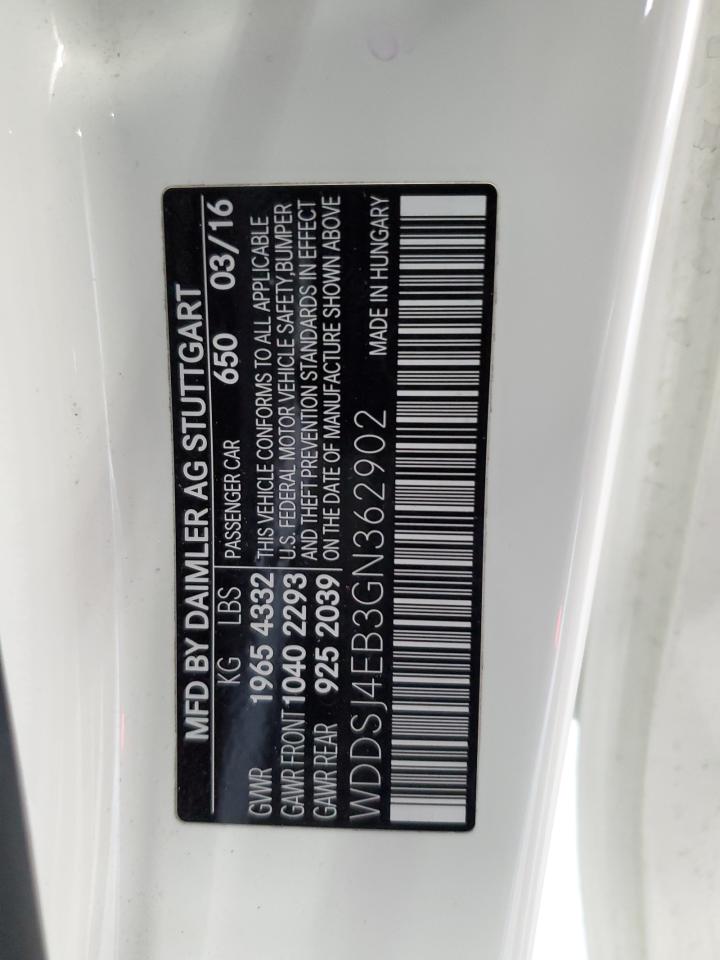 MFD BY DAIMLER AG STUTTGART
KG LBS PASSENGER CAR 650 03/16
GVWR 1965 4332 THIS VEHICLE CONFORMS TO ALL APPLICABLE
GAWR FRONT 1040 2293 U.S. FEDERAL MOTOR VEHICLE SAFETY, BUMPER
GAWR REAR 925 2039 AND THEFT PREVENTION STANDARDS IN EFFECT
ON THE DATE OF MANUFACTURE SHOWN ABOVE
WDDSJ4EB3GN362902 MADE IN HUNGARY